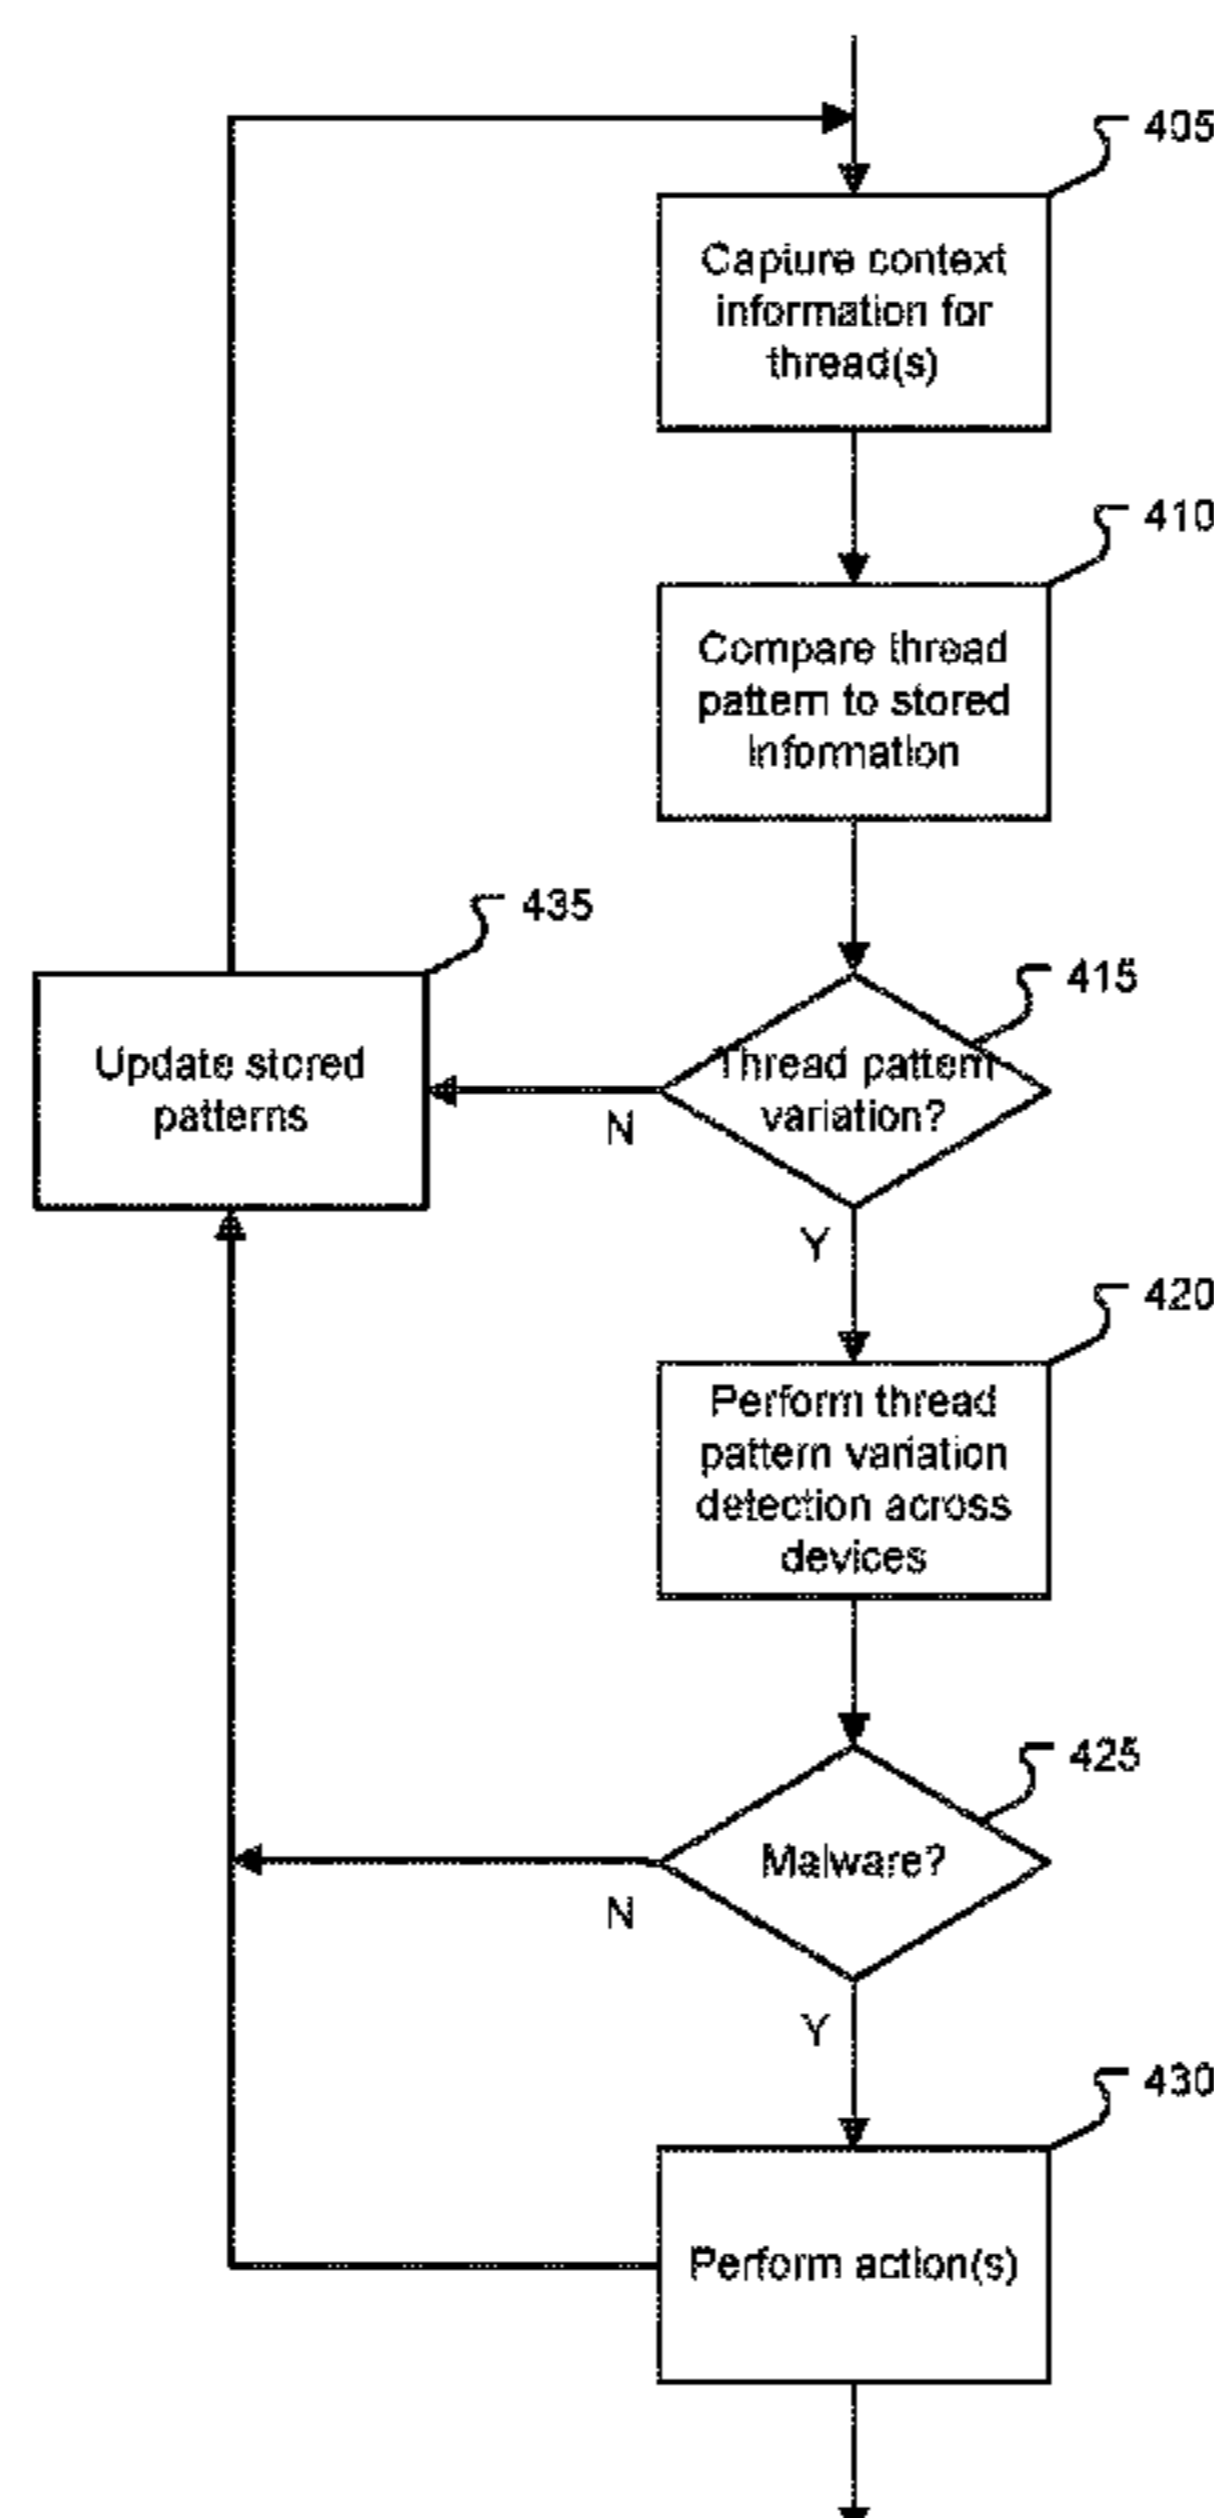 405
Capture context
information for
thread(s)
410
Compare thread
pattern to stored
information
435
415
Update stored
patterns
Thread pattern
variation?
N
Y
420
Perform thread
pattern variation
detection across
devices
425
Malware?
N
Y
430
Perform action(s)